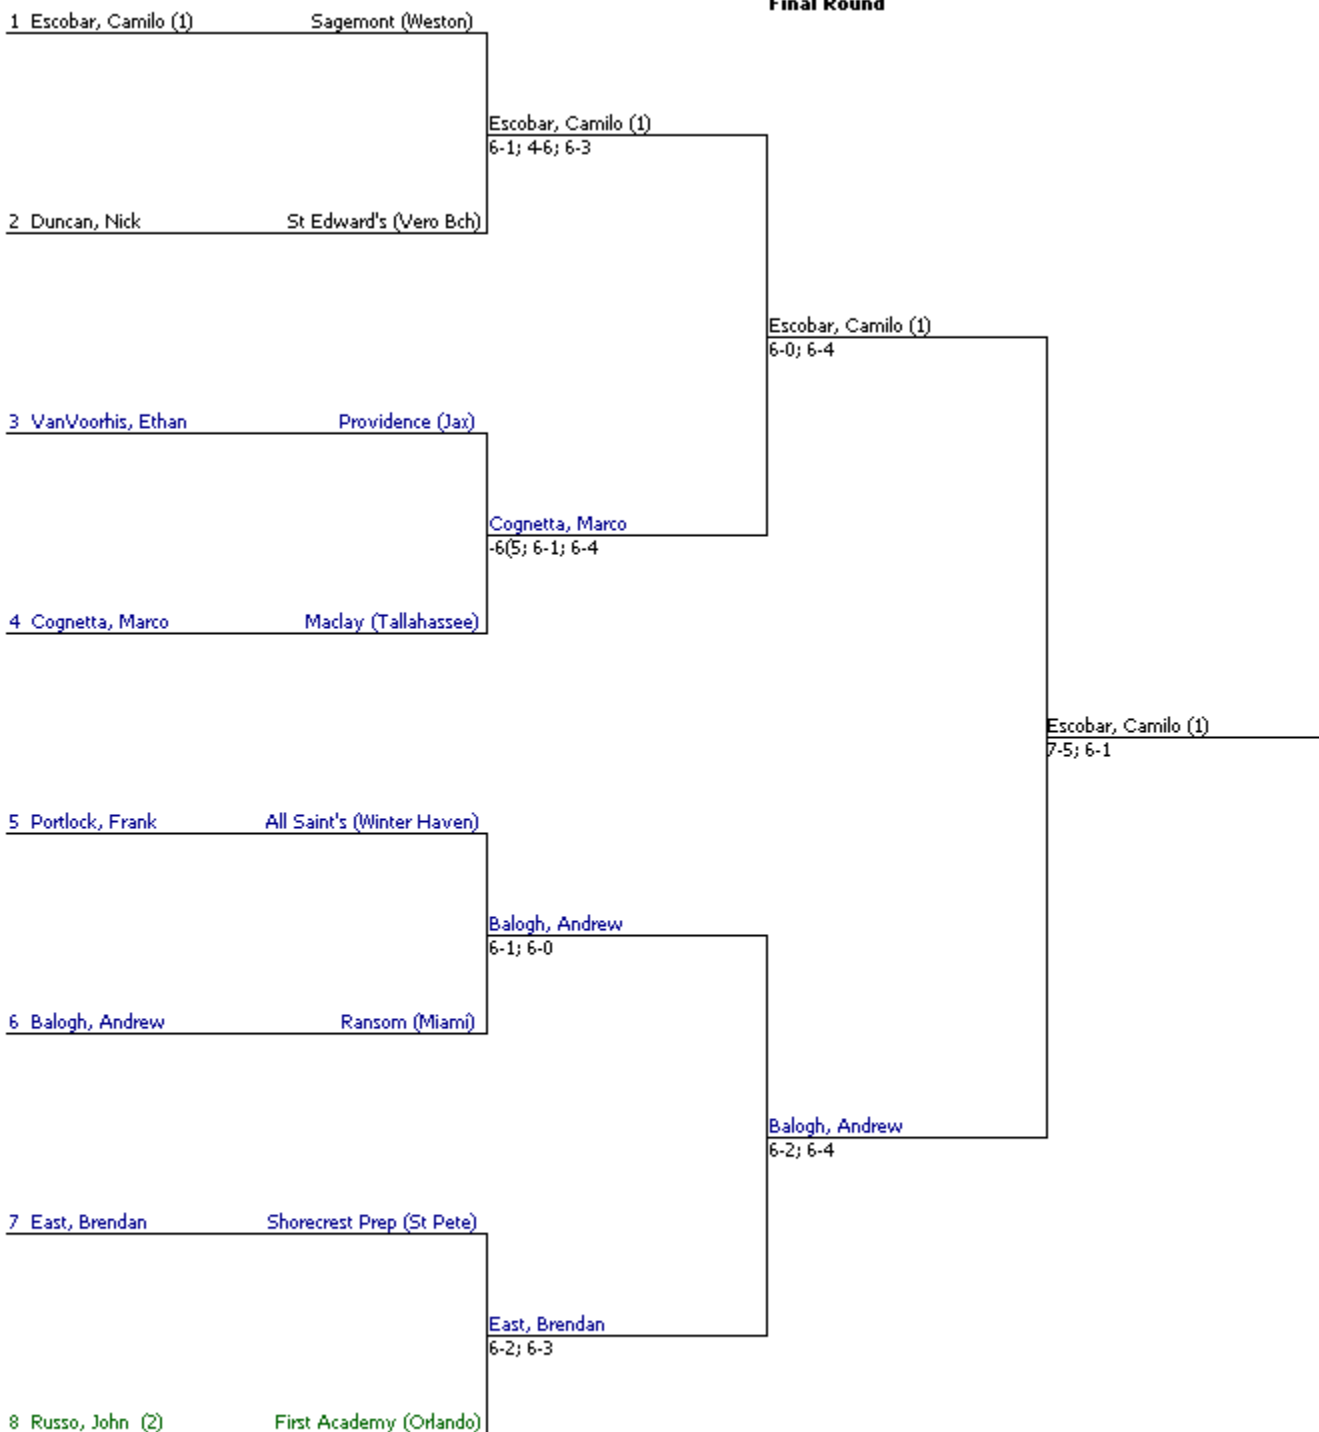 Final Round
1 Escobar, Camilo (1) Sagemont (Weston)
Escobar, Camilo (1)
6-1; 4-6; 6-3
2 Duncan, Nick St Edward's (Vero Bch)
Escobar, Camilo (1)
6-0; 6-4
3 VanVoorhis, Ethan Providence (Jax)
Cognetta, Marco
-6(5; 6-1; 6-4
4 Cognetta, Marco Maclay (Tallahassee)
Escobar, Camilo (1)
7-5; 6-1
5 Portlock, Frank All Saint's (Winter Haven)
Balogh, Andrew
6-1; 6-0
6 Balogh, Andrew Ransom (Miami)
Balogh, Andrew
6-2; 6-4
7 East, Brendan Shorecrest Prep (St Pete)
East, Brendan
6-2; 6-3
8 Russo, John (2) First Academy (Orlando)